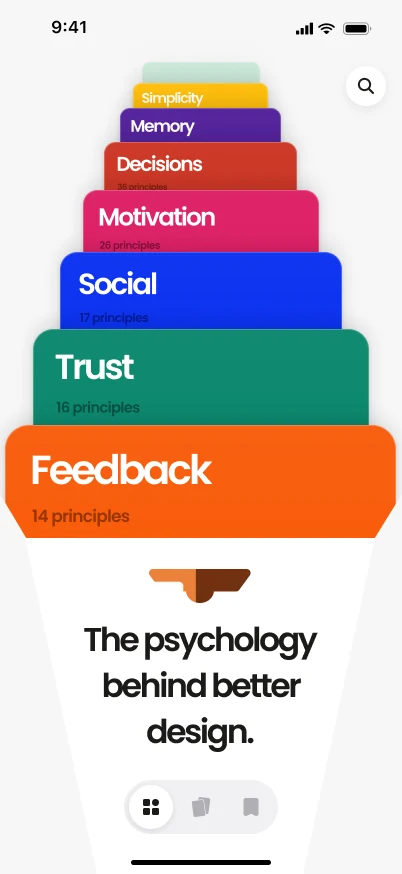 9:41
Simplicity
Memory
Decisions
36 principles
Motivation
26 principles
Social
17 principles
Trust
16 principles
Feedback
14 principles
The psychology
behind better
design.